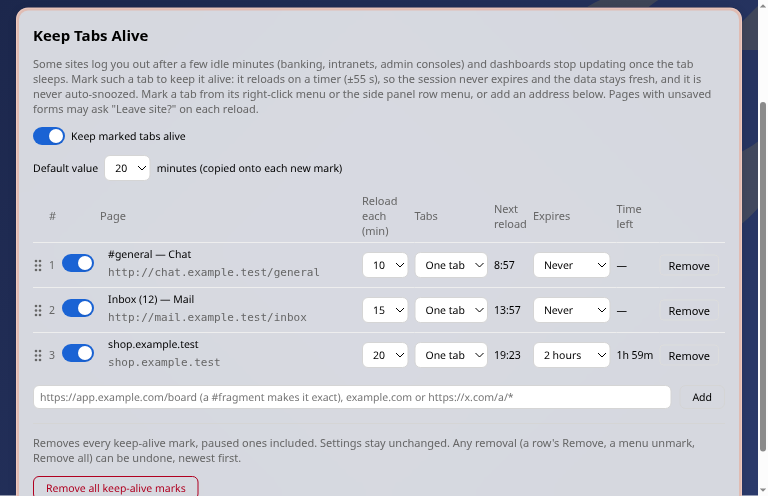 Keep Tabs Alive
Some sites log you out after a few idle minutes (banking, intranets, admin consoles) and dashboards stop updating once the tab
sleeps. Mark such a tab to keep it alive: it reloads on a timer (±55 s), so the session never expires and the data stays fresh, and it is
never auto-snoozed. Mark a tab from its right-click menu or the side panel row menu, or add an address below. Pages with unsaved
forms may ask "Leave site?" on each reload.
Keep marked tabs alive
Default value 20 minutes (copied onto each new mark)
# Page Reload each (min) Tabs Next reload Expires Time left
1 #general — Chat
http://chat.example.test/general 10 One tab 8:57 Never — Remove
2 Inbox (12) — Mail
http://mail.example.test/inbox 15 One tab 13:57 Never — Remove
3 shop.example.test
shop.example.test 20 One tab 19:23 2 hours 1h 59m Remove
https://app.example.com/board (a #fragment makes it exact), example.com or https://x.com/a/* Add
Removes every keep-alive mark, paused ones included. Settings stay unchanged. Any removal (a row's Remove, a menu unmark,
Remove all) can be undone, newest first.
Remove all keep-alive marks